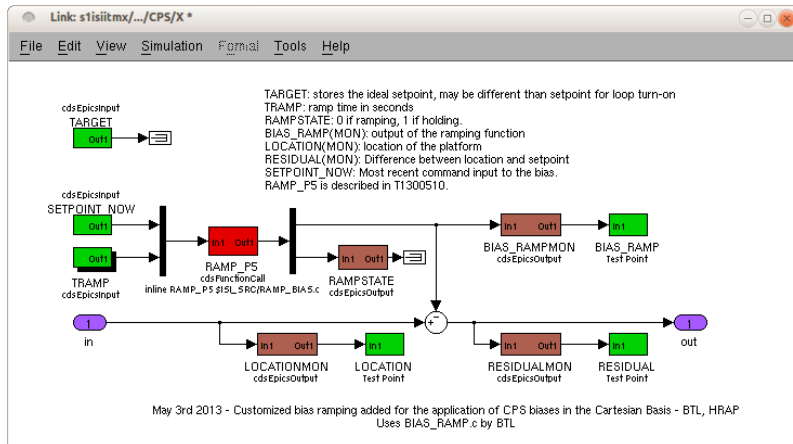 Link: s1isiitmx/.../CPS/X *
File Edit View Simulation Format Tools Help
TARGET: stores the ideal setpoint, may be different than setpoint for loop turn-on
TRAMP: ramp time in seconds
RAMPSTATE: 0 if ramping, 1 if holding.
BIAS_RAMP(MON): output of the ramping function
LOCATION(MON): location of the platform
RESIDUAL(MON): Difference between location and setpoint
SETPOINT_NOW: Most recent command input to the bias.
RAMP_P5 is described in T1300510.
cdsEpicsInput
TARGET
Out1
cdsEpicsInput
SETPOINT_NOW
Out1
Out1
TRAMP
cdsEpicsInput
In1 Out1
RAMP_P5
cdsFunctionCall
inline RAMP_P5 $ISI_SRC/RAMP_BIAS.c
In1 Out1
RAMPSTATE
cdsEpicsOutput
In1 Out1
BIAS_RAMPMON
cdsEpicsOutput
In1
BIAS_RAMP
Test Point
1
in
+ -
1
out
In1 Out1
LOCATIONMON
cdsEpicsOutput
In1
LOCATION
Test Point
In1 Out1
RESIDUALMON
cdsEpicsOutput
In1
RESIDUAL
Test Point
May 3rd 2013 - Customized bias ramping added for the application of CPS biases in the Cartesian Basis - BTL, HRAP
Uses BIAS_RAMP.c by BTL